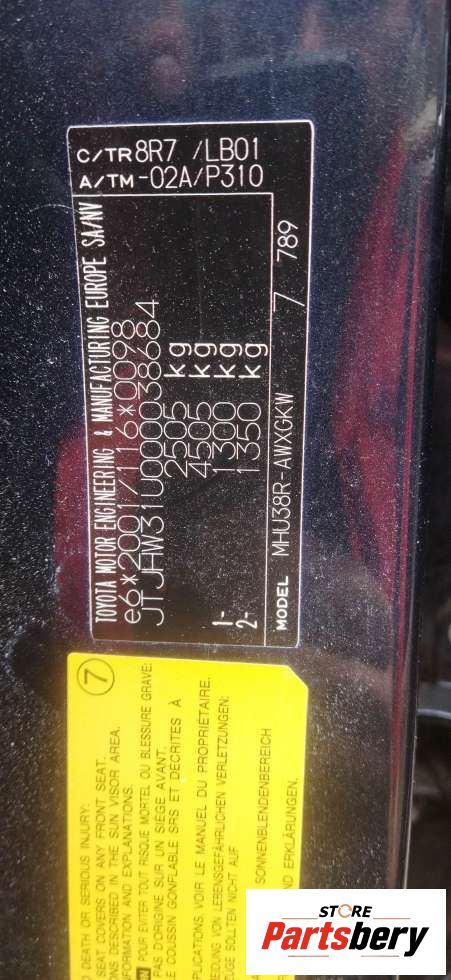 C/TR 8R7 /LB01
A/TM -02A/P310
TOYOTA MOTOR ENGINEERING & MANUFACTURING EUROPE SA/NV
e6*2001/116*0098
JTJHW31U000038684
2505 kg
4505 kg
1- 1300 kg
2- 1350 kg
MODEL MHU38R-AWXGKW 7 789
7
DEATH OR SERIOUS INJURY:
SEAT COVERS ON ANY FRONT SEAT.
DESCRIBED IN THE SUN VISOR AREA.
INFORMATION AND EXPLANATIONS.
POUR ÉVITER TOUT RISQUE MORTEL OU BLESSURE GRAVE:
PAS D'ORIGINE SUR UN SIÈGE AVANT.
COUSSIN GONFLABLE SRS ET DÉCRITES À
PLICATIONS, VOIR LE MANUEL DU PROPRIÉTAIRE.
VON LEBENSGEFÄHRLICHEN VERLETZUNGEN:
SOLLTEN NICHT AUF
SONNENBLENDENBEREICH
ERKLÄRUNGEN.
STORE
Partsbery